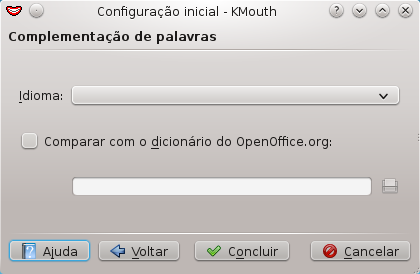 Configuração inicial - KMouth
Complementação de palavras
Idioma:
Comparar com o dicionário do OpenOffice.org:
Ajuda Voltar Concluir Cancelar